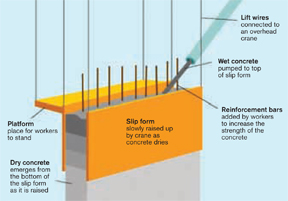 Lift wires
connected to
an overhead
crane
Wet concrete
pumped to top
of slip form
Reinforcement bars
added by workers
to increase the
strength of the
concrete
Platform
place for workers
to stand
Slip form
slowly raised up
by crane as
concrete dries
Dry concrete
emerges from
the bottom of
the slip form
as it is raised